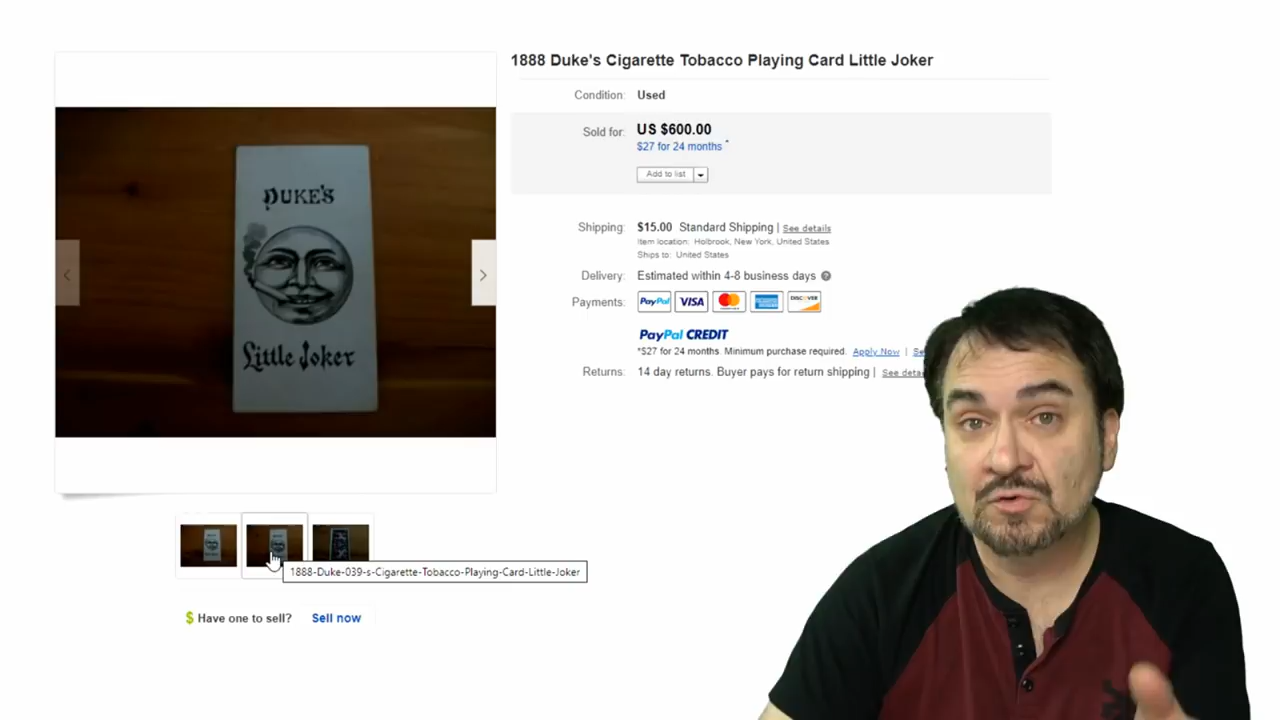 1888 Duke's Cigarette Tobacco Playing Card Little Joker
Condition: Used
Sold for: US $600.00
$27 for 24 months *
Add to list
Shipping: $15.00 Standard Shipping | See details
Item location: Holbrook, New York, United States
Ships to: United States
Delivery: Estimated within 4-8 business days ?
Payments: PayPal VISA DISCOVER
PayPal CREDIT
*$27 for 24 months. Minimum purchase required. Apply Now |
Returns: 14 day returns. Buyer pays for return shipping |
DUKE'S
Little Joker
1888-Duke-039-s-Cigarette-Tobacco-Playing-Card-Little-Joker
$ Have one to sell? Sell now